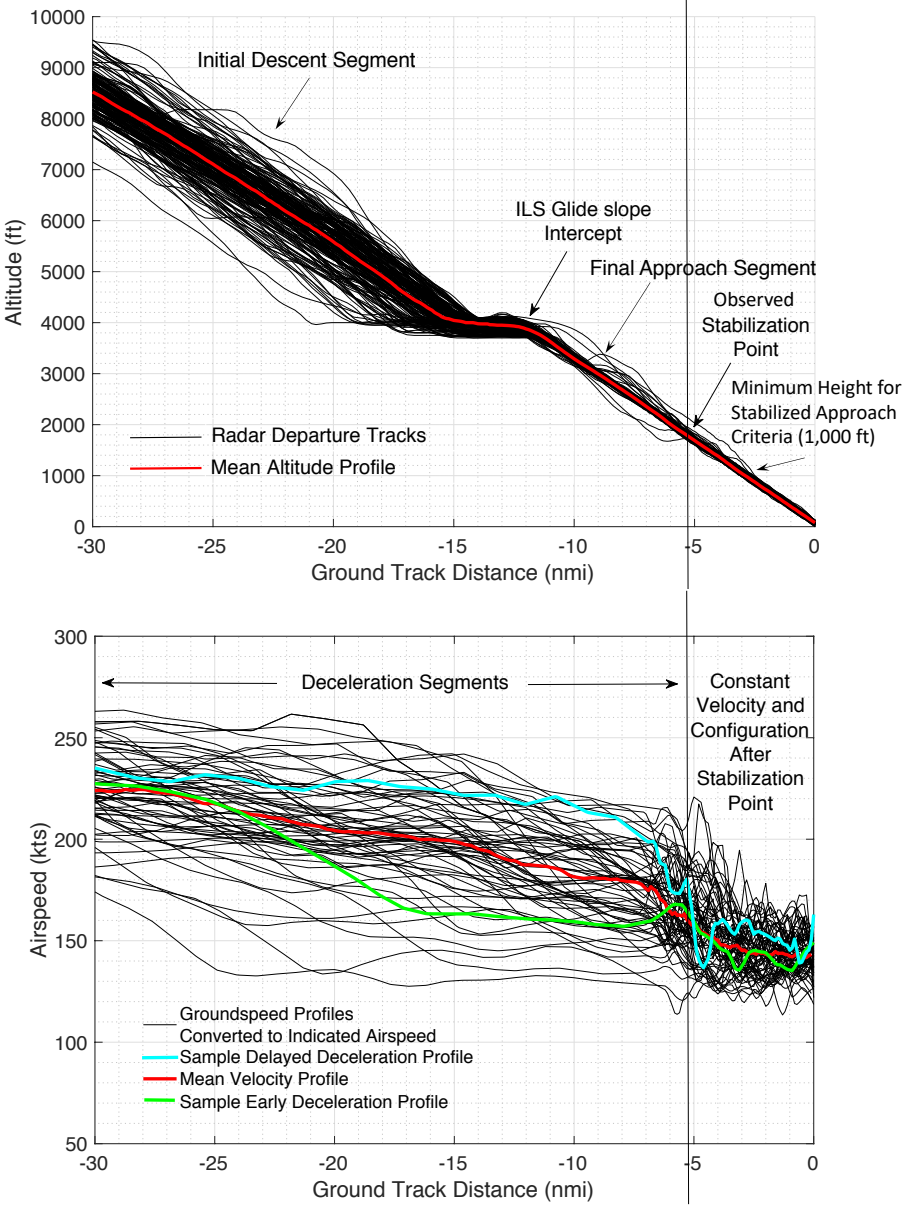 10000
9000
8000
7000
6000
5000
4000
3000
2000
1000
0
Altitude (ft)
Initial Descent Segment
ILS Glide slope
Intercept
Final Approach Segment
Observed
Stabilization
Point
Minimum Height for
Stabilized Approach
Criteria (1,000 ft)
Radar Departure Tracks
Mean Altitude Profile
-30
-25
-20
-15
-10
-5
0
Ground Track Distance (nmi)
300
250
200
150
100
50
Airspeed (kts)
Deceleration Segments
Constant
Velocity and
Configuration
After
Stabilization
Point
Groundspeed Profiles
Converted to Indicated Airspeed
Sample Delayed Deceleration Profile
Mean Velocity Profile
Sample Early Deceleration Profile
-30
-25
-20
-15
-10
-5
0
Ground Track Distance (nmi)